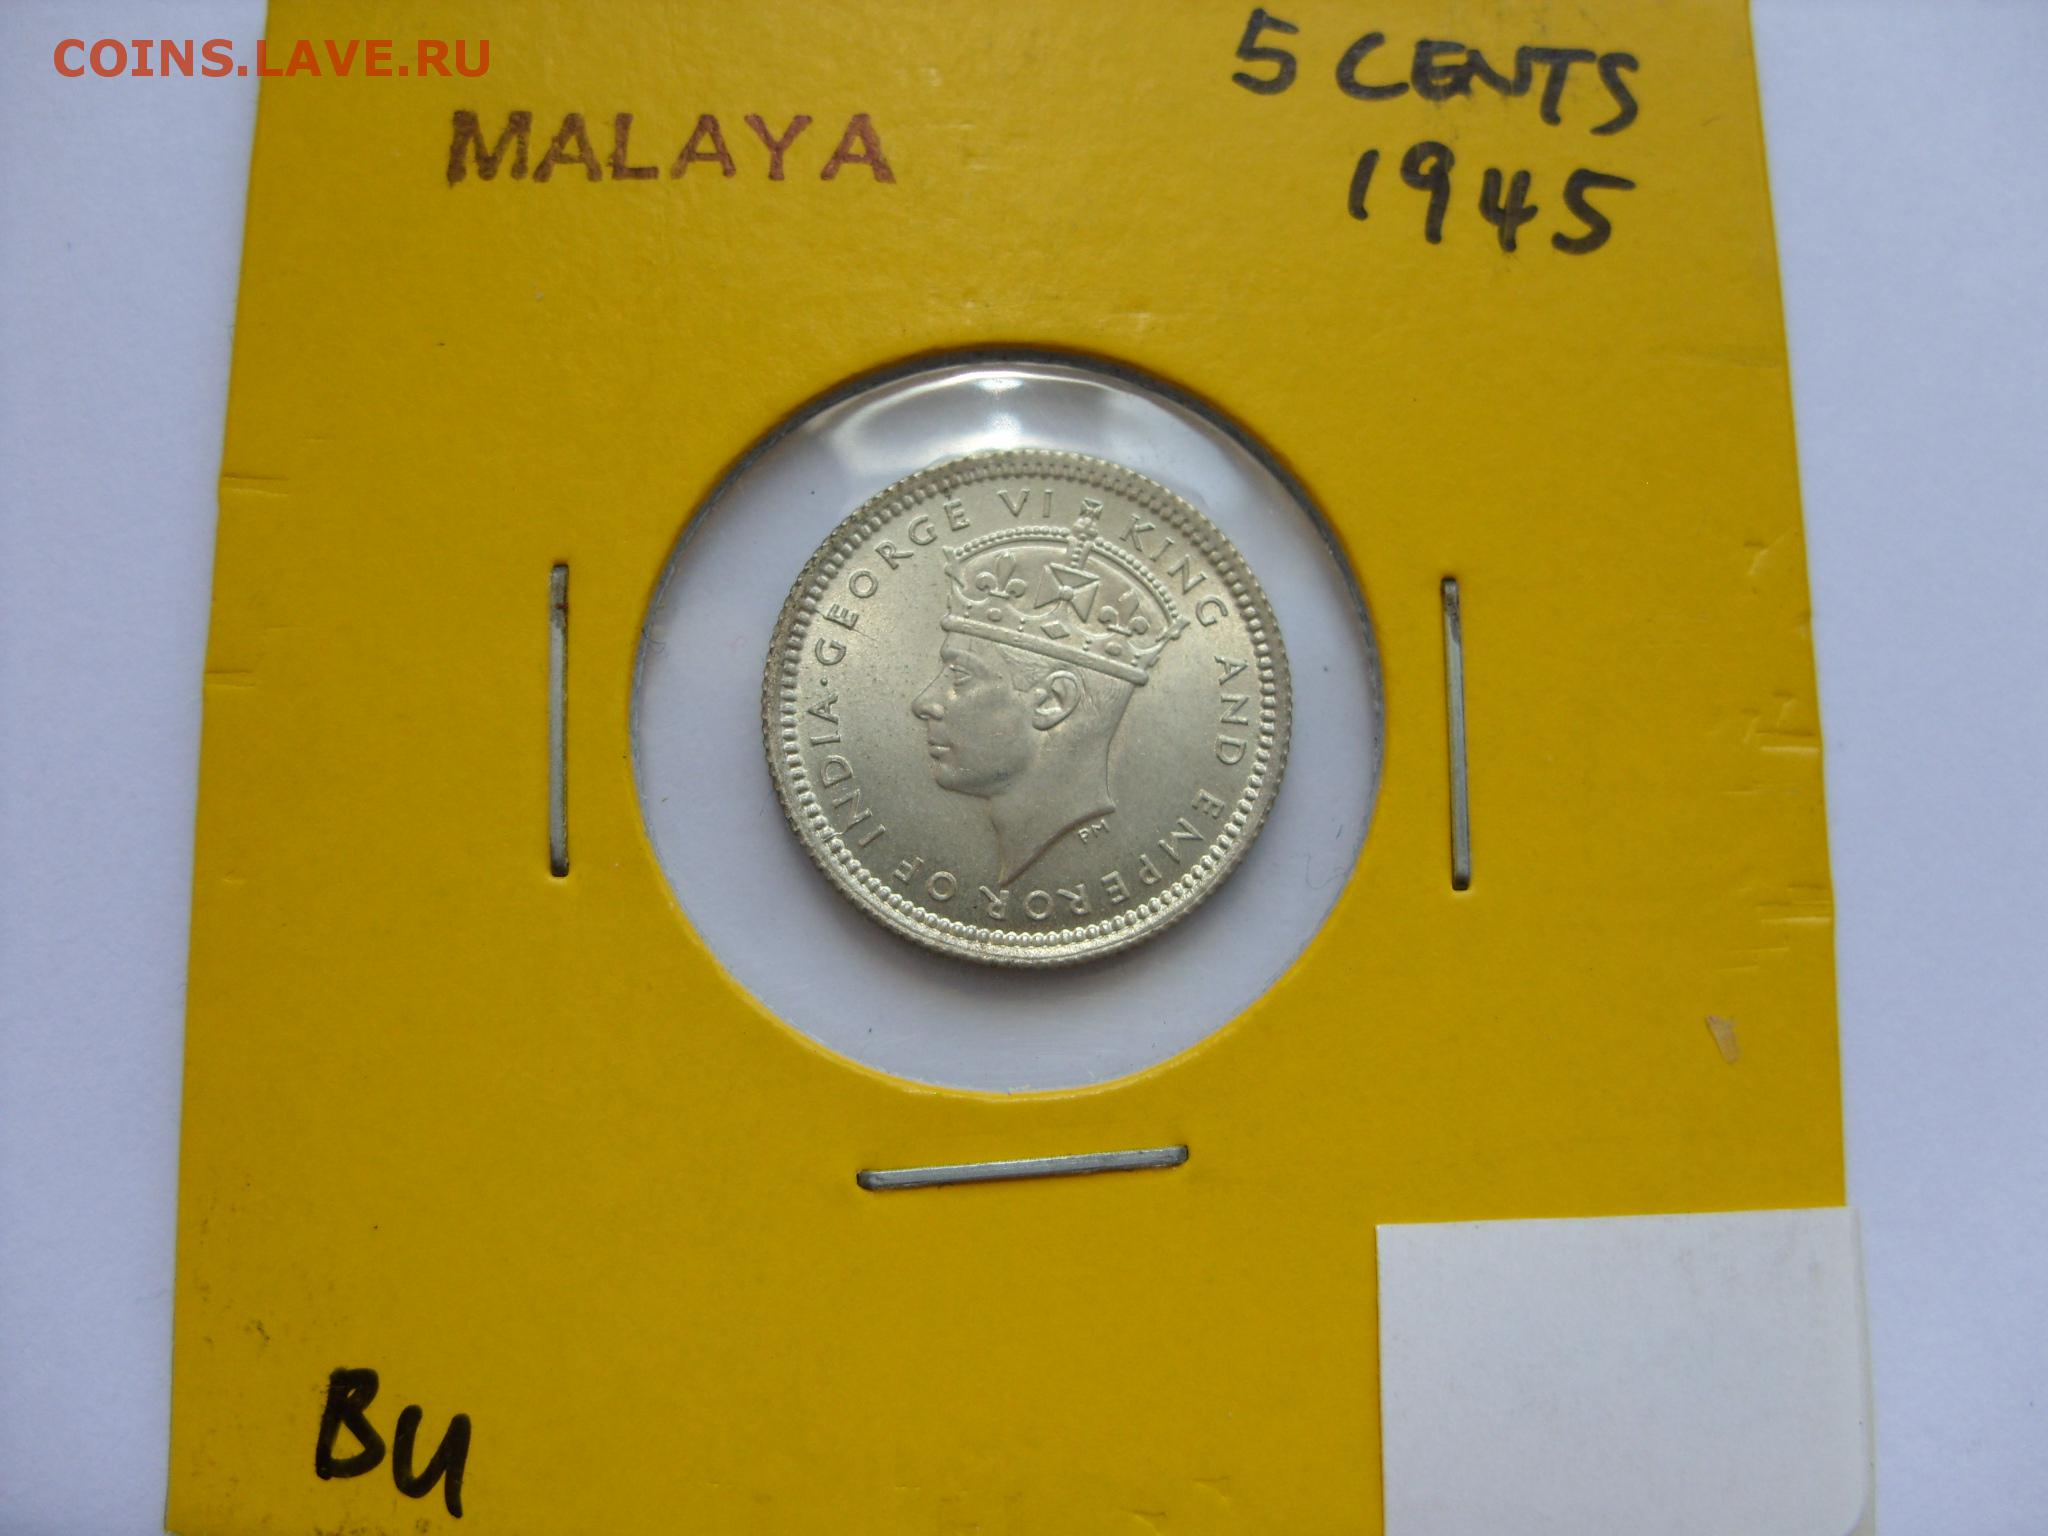 COINS.LAVE.RU
MALAYA
5 CENTS
1945
GEORGE VI KING AND EMPEROR OF INDIA·
PM
BU